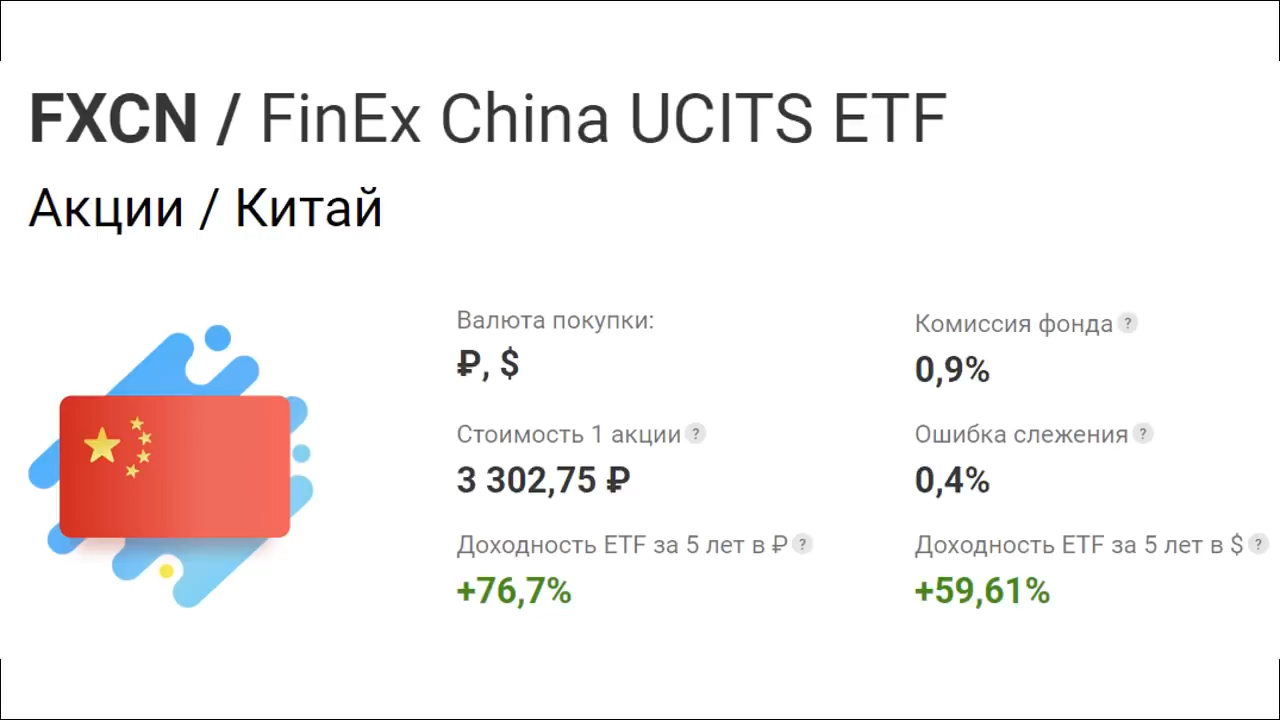 FXCN / FinEx China UCITS ETF
Акции / Китай
Валюта покупки:
₽, $
Комиссия фонда ?
0,9%
Стоимость 1 акции ?
3 302,75 ₽
Ошибка слежения ?
0,4%
Доходность ETF за 5 лет в ₽ ?
+76,7%
Доходность ETF за 5 лет в $ ?
+59,61%